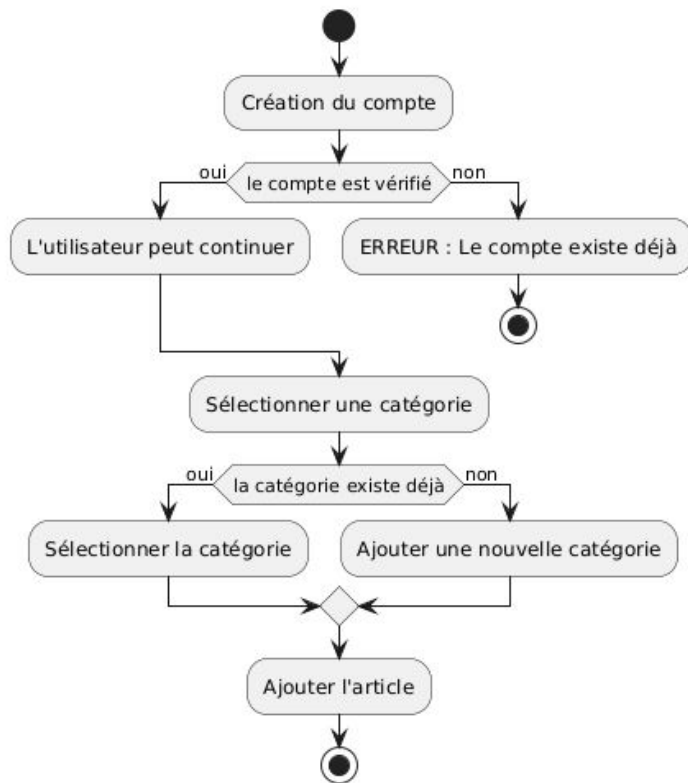 Création du compte
oui
le compte est vérifié
non
L'utilisateur peut continuer
ERREUR : Le compte existe déjà
Sélectionner une catégorie
oui
la catégorie existe déjà
non
Sélectionner la catégorie
Ajouter une nouvelle catégorie
Ajouter l'article